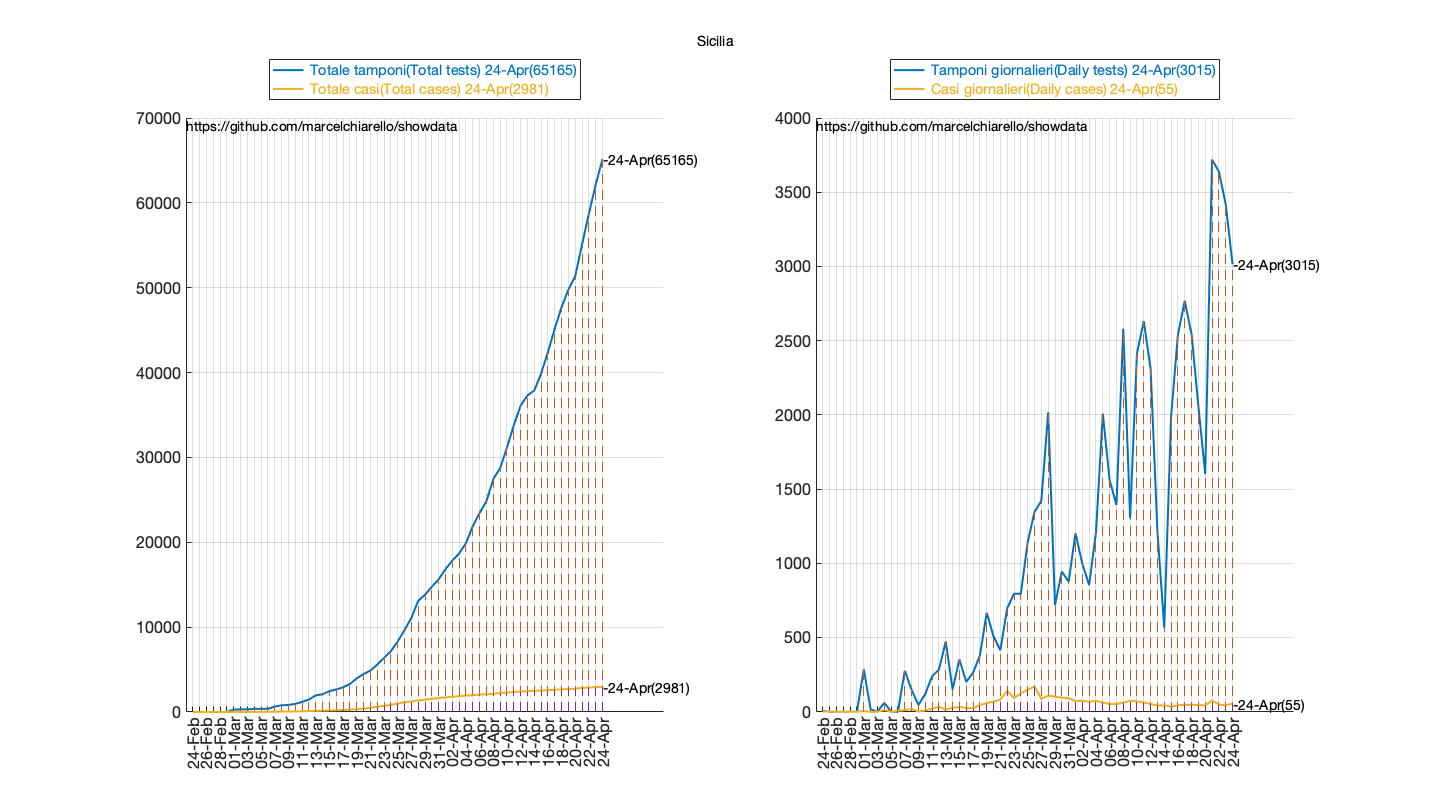 Sicilia
Totale tamponi(Total tests) 24-Apr(65165)
Totale casi(Total cases) 24-Apr(2981)
70000
https://github.com/marcelchiarello/showdata
60000
50000
40000
30000
20000
10000
0
-24-Apr(65165)
-24-Apr(2981)
24-Feb
26-Feb
28-Feb
01-Mar
03-Mar
05-Mar
07-Mar
09-Mar
11-Mar
13-Mar
15-Mar
17-Mar
19-Mar
21-Mar
23-Mar
25-Mar
27-Mar
29-Mar
31-Mar
02-Apr
04-Apr
06-Apr
08-Apr
10-Apr
12-Apr
14-Apr
16-Apr
18-Apr
20-Apr
22-Apr
24-Apr
Tamponi giornalieri(Daily tests) 24-Apr(3015)
Casi giornalieri(Daily cases) 24-Apr(55)
4000
https://github.com/marcelchiarello/showdata
3500
3000
2500
2000
1500
1000
500
0
-24-Apr(3015)
-24-Apr(55)
24-Feb
26-Feb
28-Feb
01-Mar
03-Mar
05-Mar
07-Mar
09-Mar
11-Mar
13-Mar
15-Mar
17-Mar
19-Mar
21-Mar
23-Mar
25-Mar
27-Mar
29-Mar
31-Mar
02-Apr
04-Apr
06-Apr
08-Apr
10-Apr
12-Apr
14-Apr
16-Apr
18-Apr
20-Apr
22-Apr
24-Apr